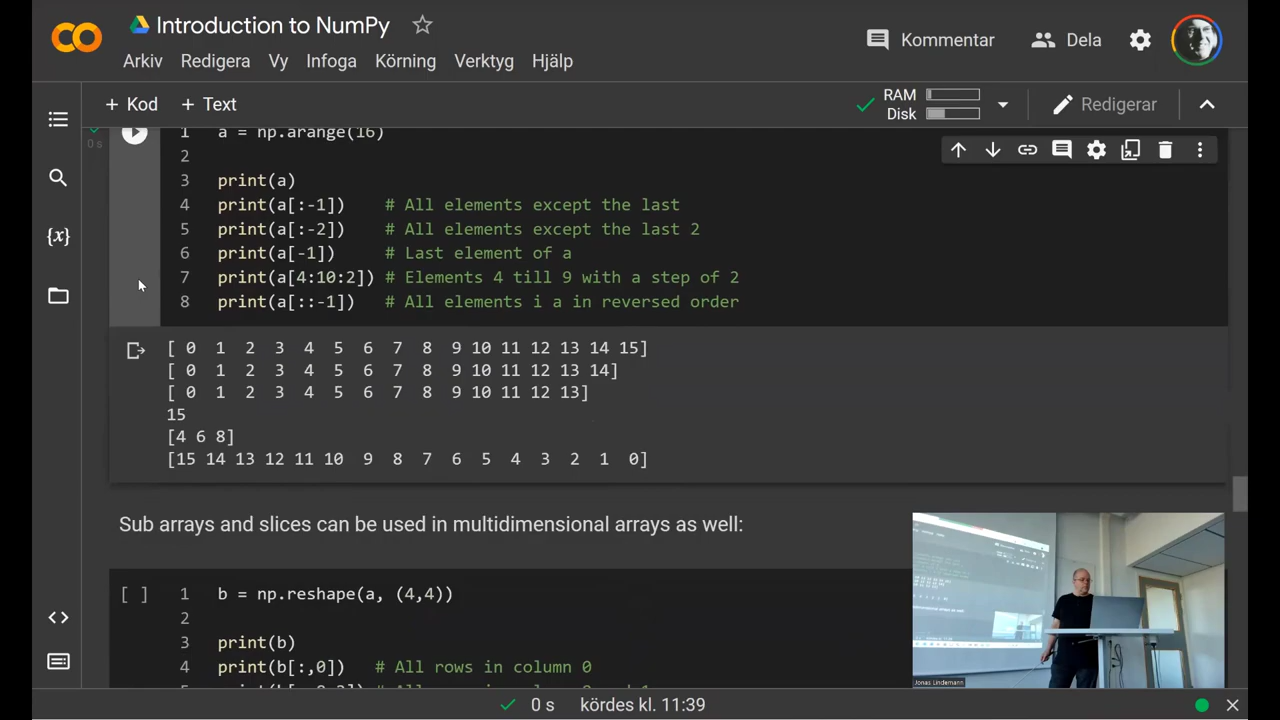 Introduction to NumPy
Arkiv Redigera Vy Infoga Körning Verktyg Hjälp
Kommentar
Dela
+ Kod + Text
RAM
Disk
Redigerar
0 s
1 a = np.arange(16)
2
3 print(a)
4 print(a[:-1]) # All elements except the last
5 print(a[:-2]) # All elements except the last 2
6 print(a[-1]) # Last element of a
7 print(a[4:10:2]) # Elements 4 till 9 with a step of 2
8 print(a[::-1]) # All elements i a in reversed order
[ 0 1 2 3 4 5 6 7 8 9 10 11 12 13 14 15]
[ 0 1 2 3 4 5 6 7 8 9 10 11 12 13 14]
[ 0 1 2 3 4 5 6 7 8 9 10 11 12 13]
15
[4 6 8]
[15 14 13 12 11 10 9 8 7 6 5 4 3 2 1 0]
Sub arrays and slices can be used in multidimensional arrays as well:
[ ] 1 b = np.reshape(a, (4,4))
2
3 print(b)
4 print(b[:,0]) # All rows in column 0
Jonas Lindemann
0 s kördes kl. 11:39